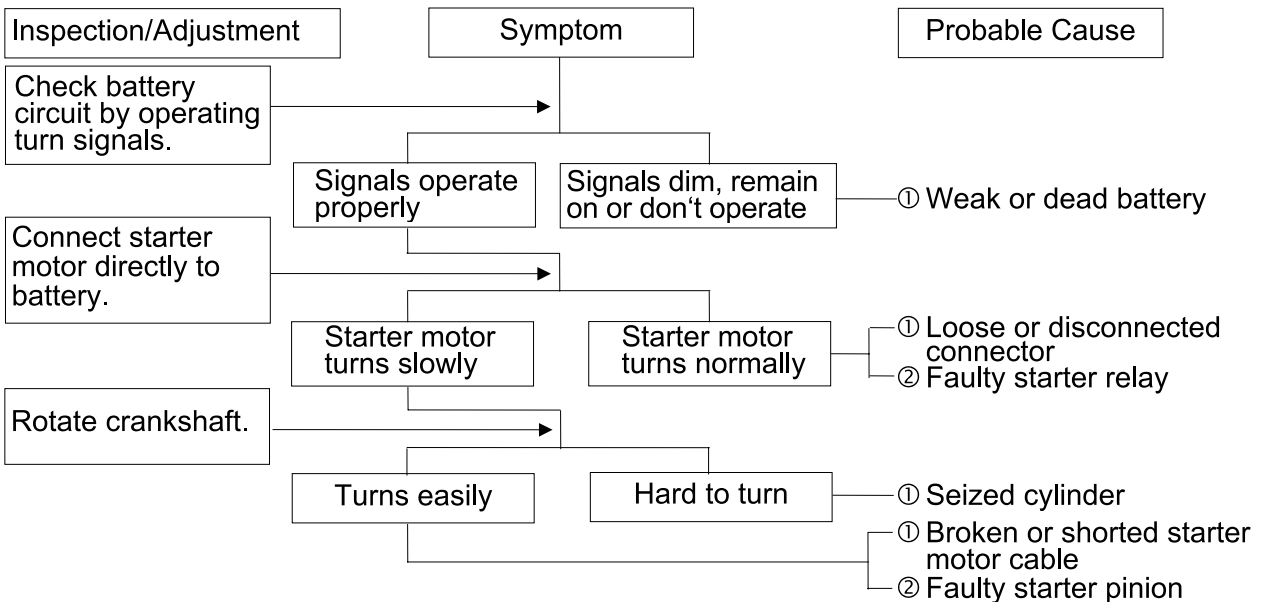 Inspection/Adjustment
Symptom
Probable Cause
Check battery
circuit by operating
turn signals.
Signals operate
properly
Signals dim, remain
on or don‘t operate
① Weak or dead battery
Connect starter
motor directly to
battery.
Starter motor
turns slowly
Starter motor
turns normally
① Loose or disconnected
connector
② Faulty starter relay
Rotate crankshaft.
Turns easily
Hard to turn
① Seized cylinder
① Broken or shorted starter
motor cable
② Faulty starter pinion